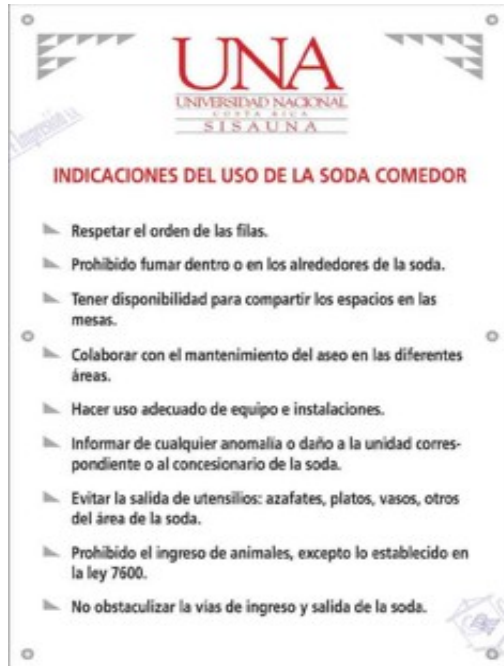 UNA
UNIVERSIDAD NACIONAL
COSTA RICA
SISAUNA
Impresión
INDICACIONES DEL USO DE LA SODA COMEDOR
Respetar el orden de las filas.
Prohibido fumar dentro o en los alrededores de la soda.
Tener disponibilidad para compartir los espacios en las
mesas.
Colaborar con el mantenimiento del aseo en las diferentes
áreas.
Hacer uso adecuado de equipo e instalaciones.
Informar de cualquier anomalía o daño a la unidad corres-
pondiente o al concesionario de la soda.
Evitar la salida de utensilios: azafates, platos, vasos, otros
del área de la soda.
Prohibido el ingreso de animales, excepto lo establecido en
la ley 7600.
No obstaculizar la vías de ingreso y salida de la soda.